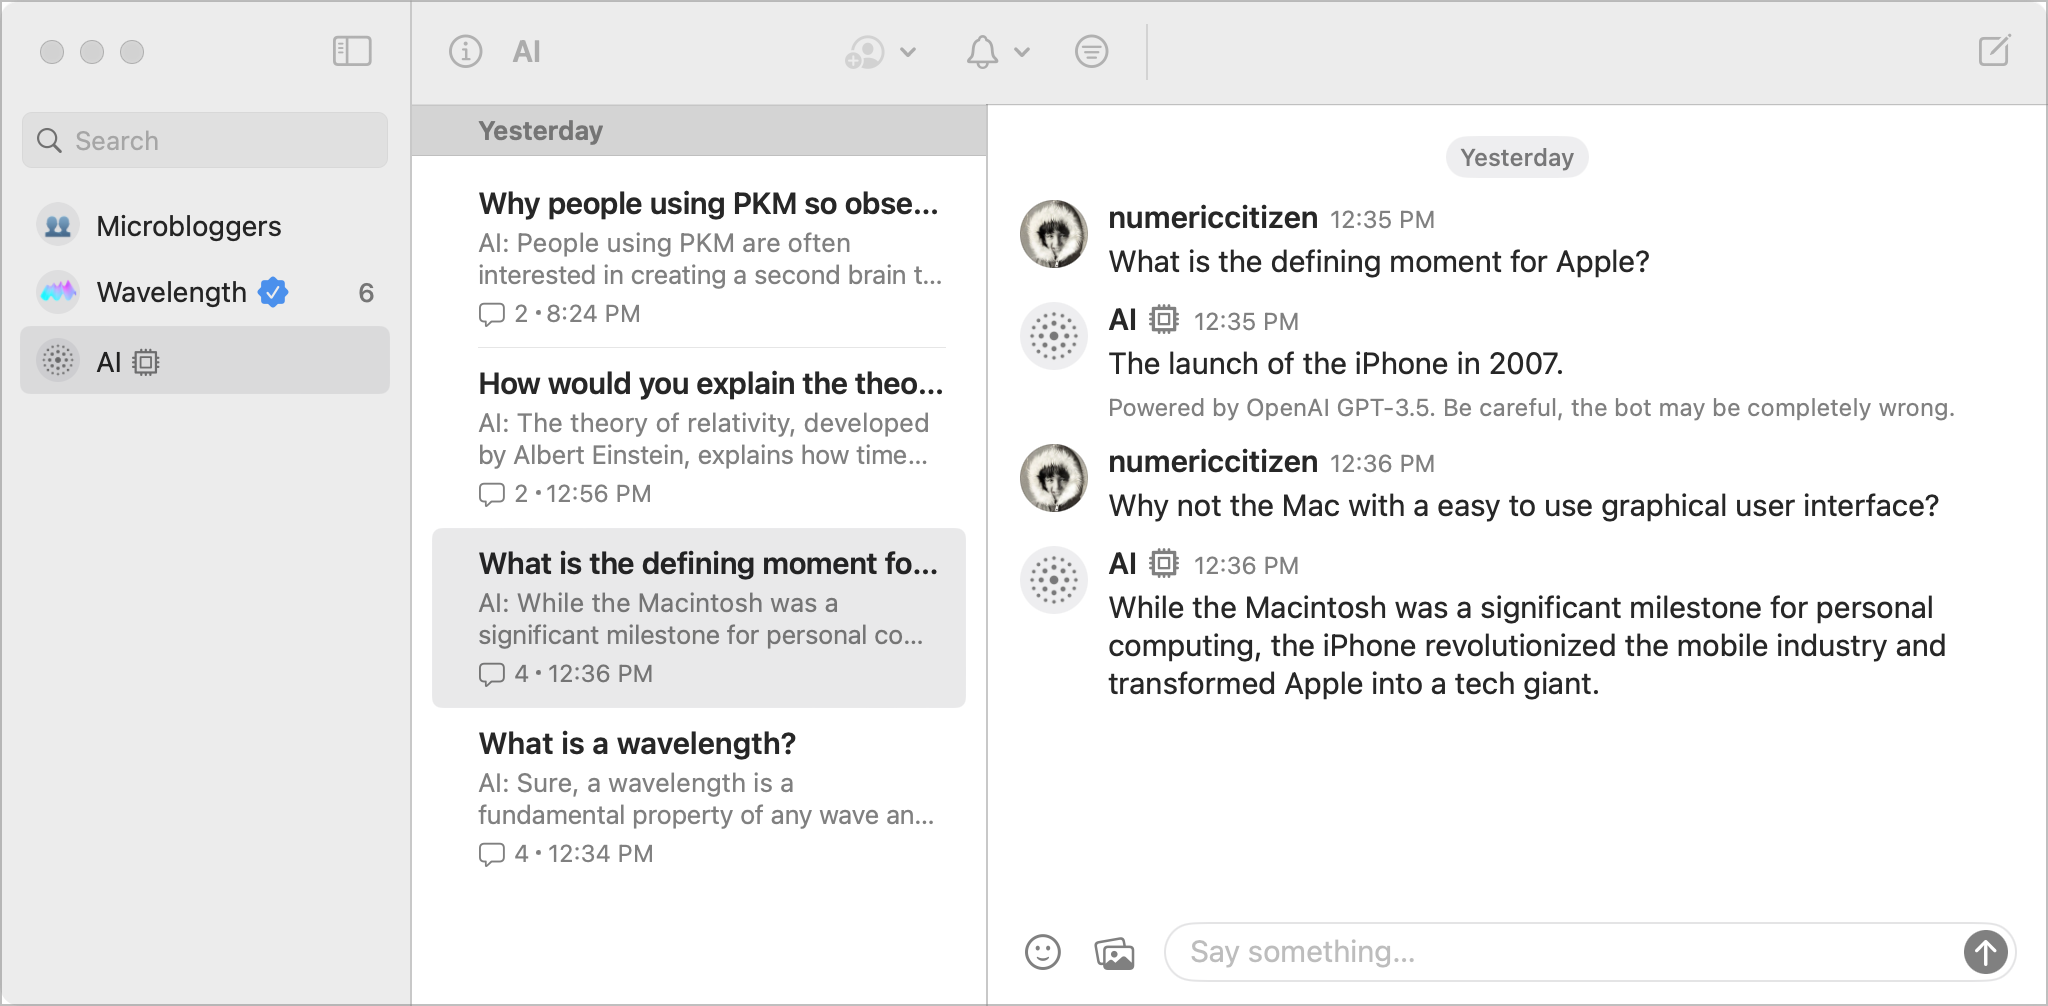 Search
Microbloggers
Wavelength 6
AI
AI
Yesterday
Why people using PKM so obse...
AI: People using PKM are often
interested in creating a second brain t...
2 • 8:24 PM
How would you explain the theo...
AI: The theory of relativity, developed
by Albert Einstein, explains how time...
2 • 12:56 PM
What is the defining moment fo...
AI: While the Macintosh was a
significant milestone for personal co...
4 • 12:36 PM
What is a wavelength?
AI: Sure, a wavelength is a
fundamental property of any wave an...
4 • 12:34 PM
Yesterday
numericcitizen 12:35 PM
What is the defining moment for Apple?
AI 12:35 PM
The launch of the iPhone in 2007.
Powered by OpenAI GPT-3.5. Be careful, the bot may be completely wrong.
numericcitizen 12:36 PM
Why not the Mac with a easy to use graphical user interface?
AI 12:36 PM
While the Macintosh was a significant milestone for personal
computing, the iPhone revolutionized the mobile industry and
transformed Apple into a tech giant.
Say something...